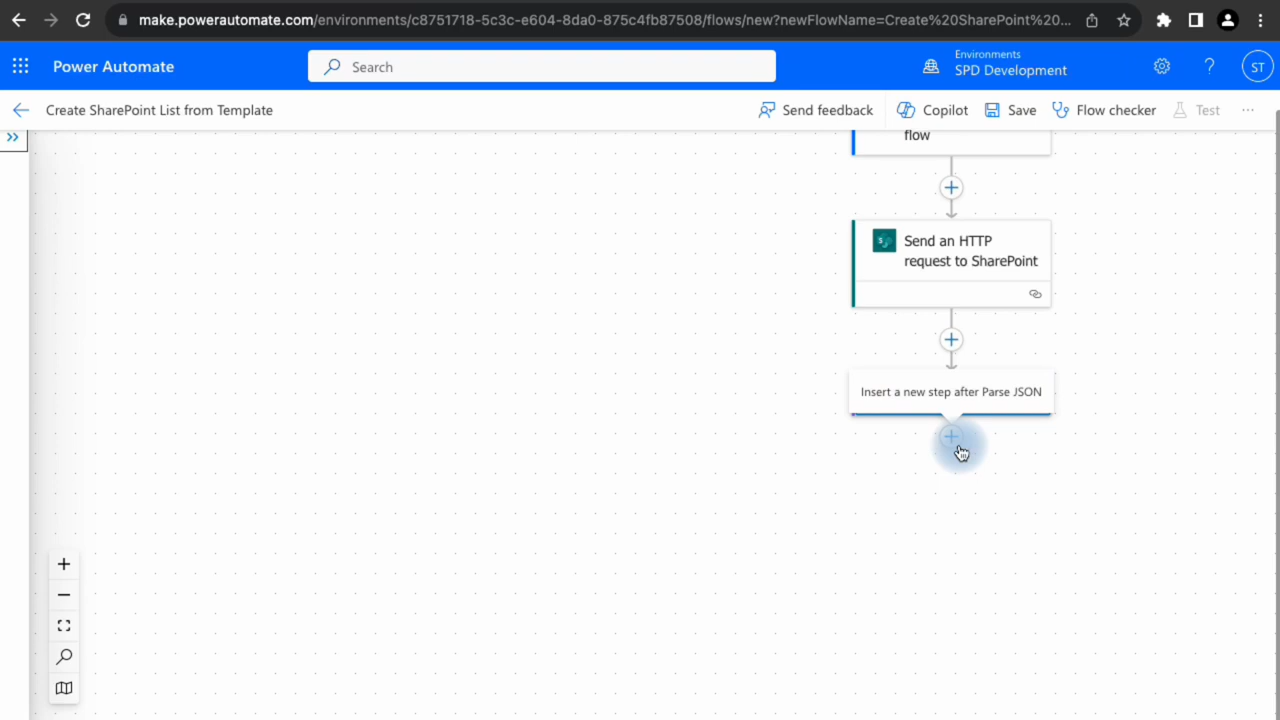 make.powerautomate.com/environments/c8751718-5c3c-e604-8da0-875c4fb87508/flows/new?newFlowName=Create%20SharePoint%20...
Power Automate
Search
Environments
SPD Development
ST
Create SharePoint List from Template
Send feedback
Copilot
Save
Flow checker
Test
flow
Send an HTTP
request to SharePoint
Insert a new step after Parse JSON